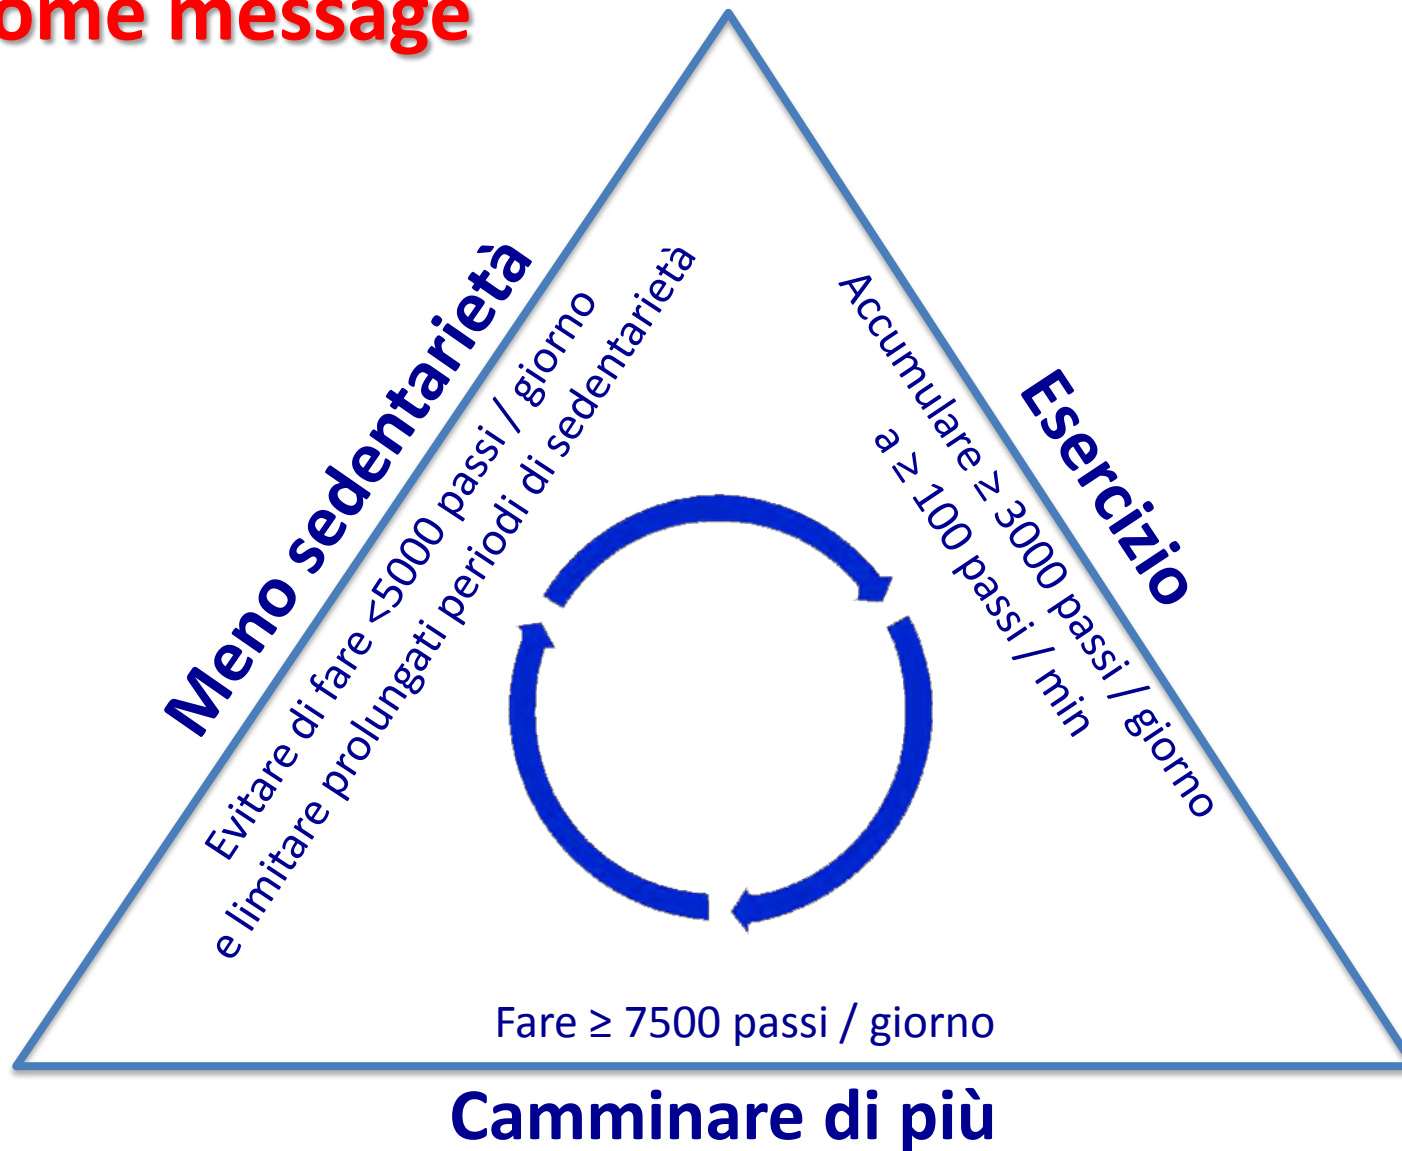 ome message
Meno sedentarietà
Evitare di fare <5000 passi / giorno
e limitare prolungati periodi di sedentarietà
Esercizio
Accumulare ≥ 3000 passi / giorno
a ≥ 100 passi / min
Fare ≥ 7500 passi / giorno
Camminare di più